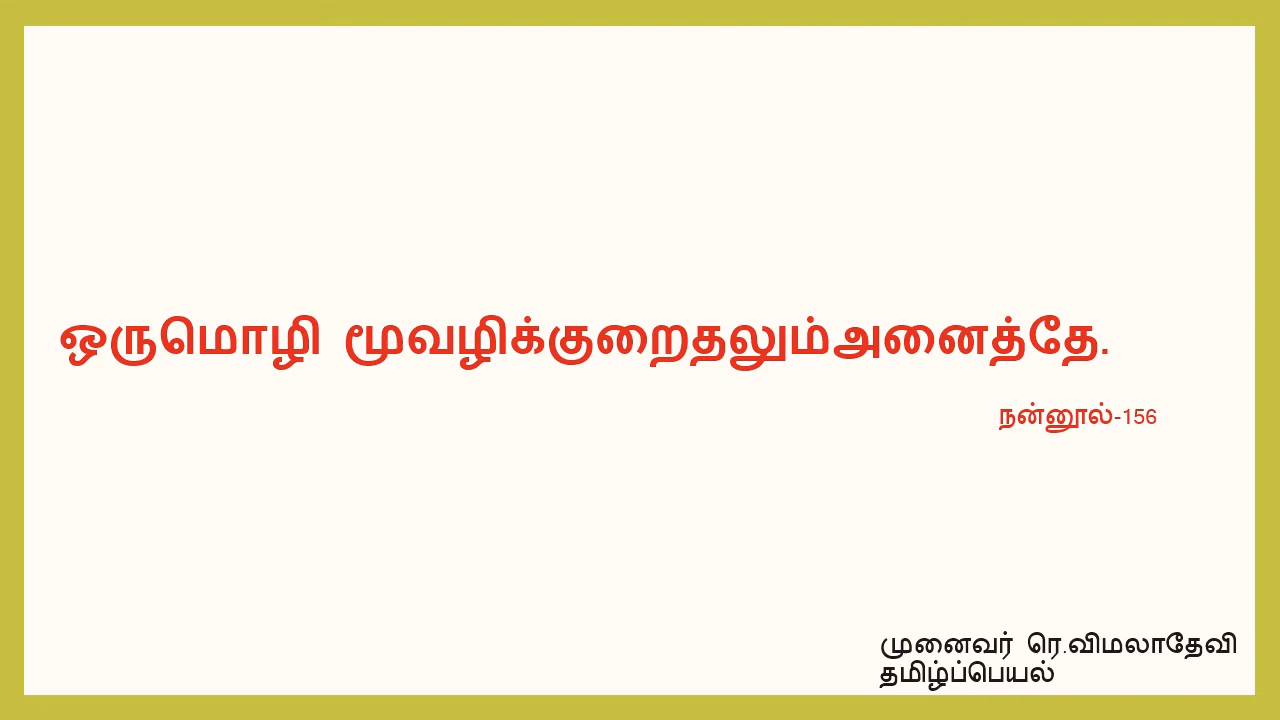 ஒருமொழி மூவழிக்குறைதலும்அனைத்தே.
நன்னூல்-156
முனைவர் ரெ.விமலாதேவி
தமிழ்ப்பெயல்